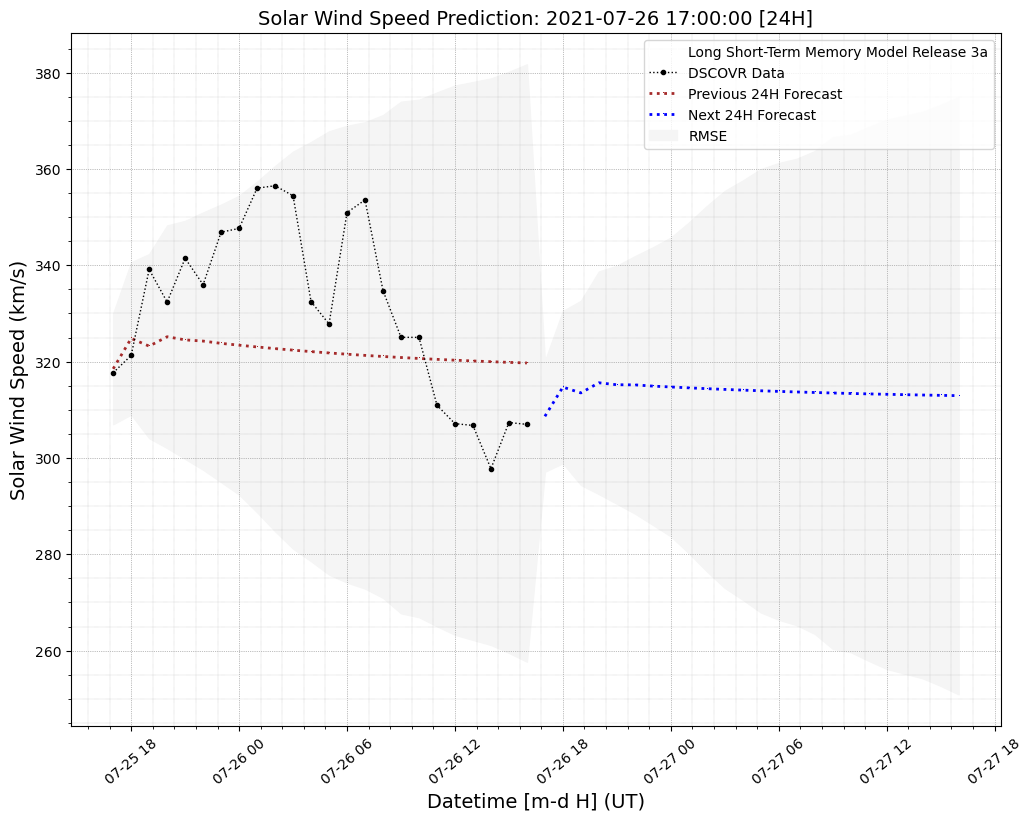 Solar Wind Speed Prediction: 2021-07-26 17:00:00 [24H]
Long Short-Term Memory Model Release 3a
DSCOVR Data
Previous 24H Forecast
Next 24H Forecast
RMSE
Solar Wind Speed (km/s)
380
360
340
320
300
280
260
07-25 18
07-26 00
07-26 06
07-26 12
07-26 18
07-27 00
07-27 06
07-27 12
07-27 18
Datetime [m-d H] (UT)